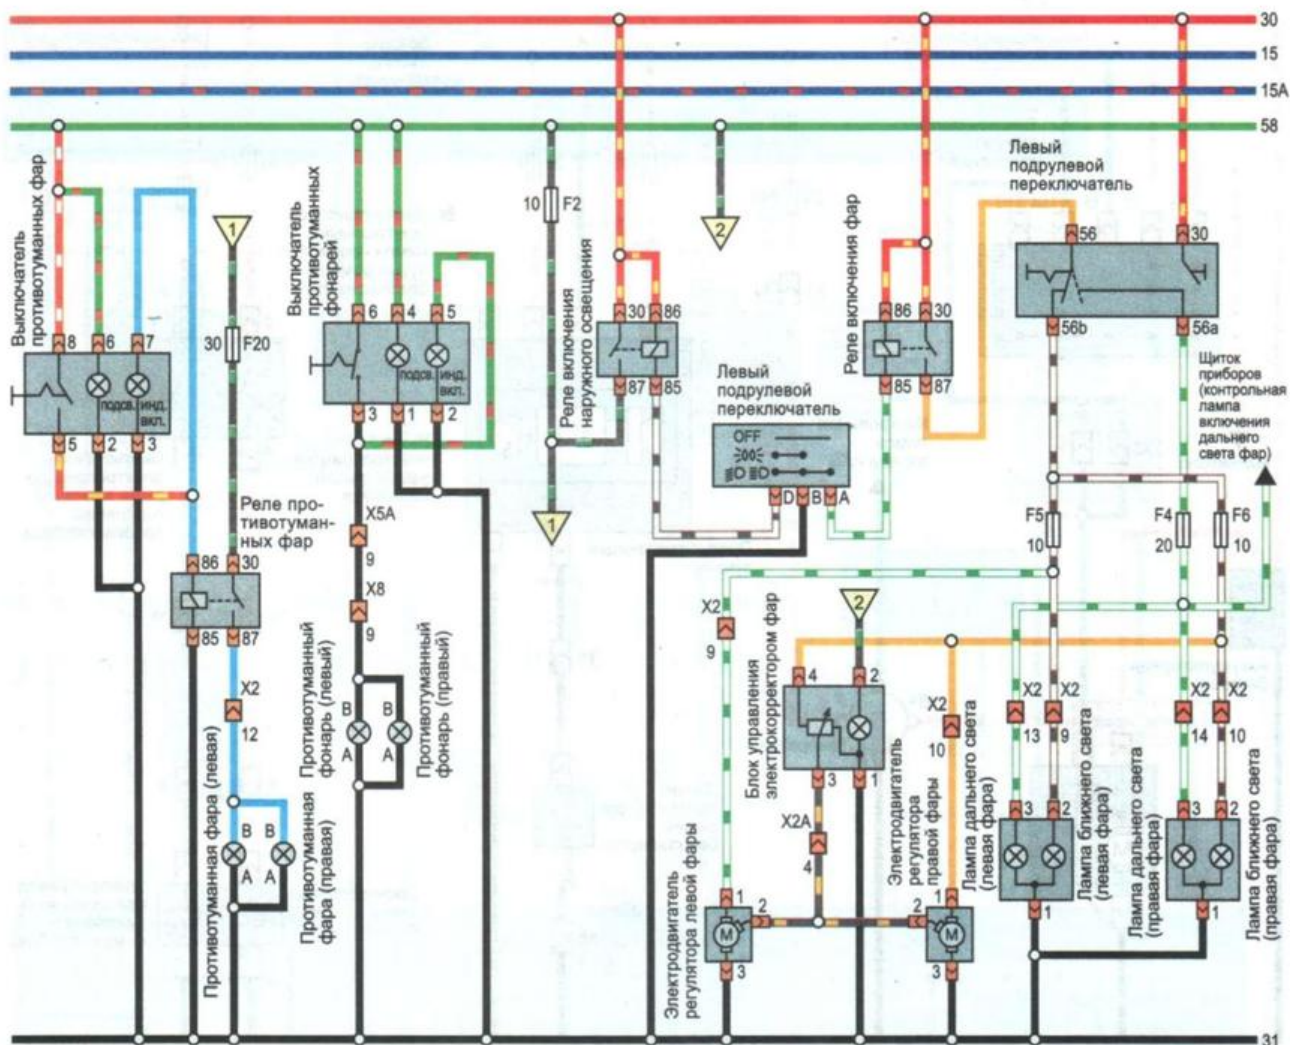 30
15
15A
58
Левый
подрулевой
переключатель
Выключатель
противотуманных фар
1
Выключатель
противотуманных
фонарей
10 F2
2
Реле включения
наружного освещения
Реле включения фар
56 30
8 6 7
30 F20
6 4 5
30 86
86 30
56b 56a
подсв. инд.
вкл.
подсв. инд.
вкл.
87 85
85 87
Левый
подрулевой
переключатель
Щиток
приборов
(контрольная
лампа
включения
дальнего
света фар)
5 2 3
3 1 2
OFF
D B A
Реле про-
тивотуман-
ных фар
X5A
9
1
F5
10
F4
20
F6
10
86 30
X8
9
85 87
X2
9
Блок управления
электрокорректором фар
2
4 2
X2
12
Противотуманный
фонарь (левый)
B
A
B
A
Противотуманный
фонарь (правый)
3 1
X2
10
X2
13
X2
9
X2
14
X2
10
Противотуманная фара (левая)
B
A
B
A
Противотуманная
фара (правая)
Электродвигатель
регулятора левой фары
X2A
4
Электродвигатель
регулятора
правой фары
Лампа дальнего света
(левая фара)
3 2
Лампа ближнего света
(левая фара)
Лампа дальнего света
(правая фара)
3 2
Лампа ближнего света
(правая фара)
1 2
M
3
2 1
M
3
1
1
31